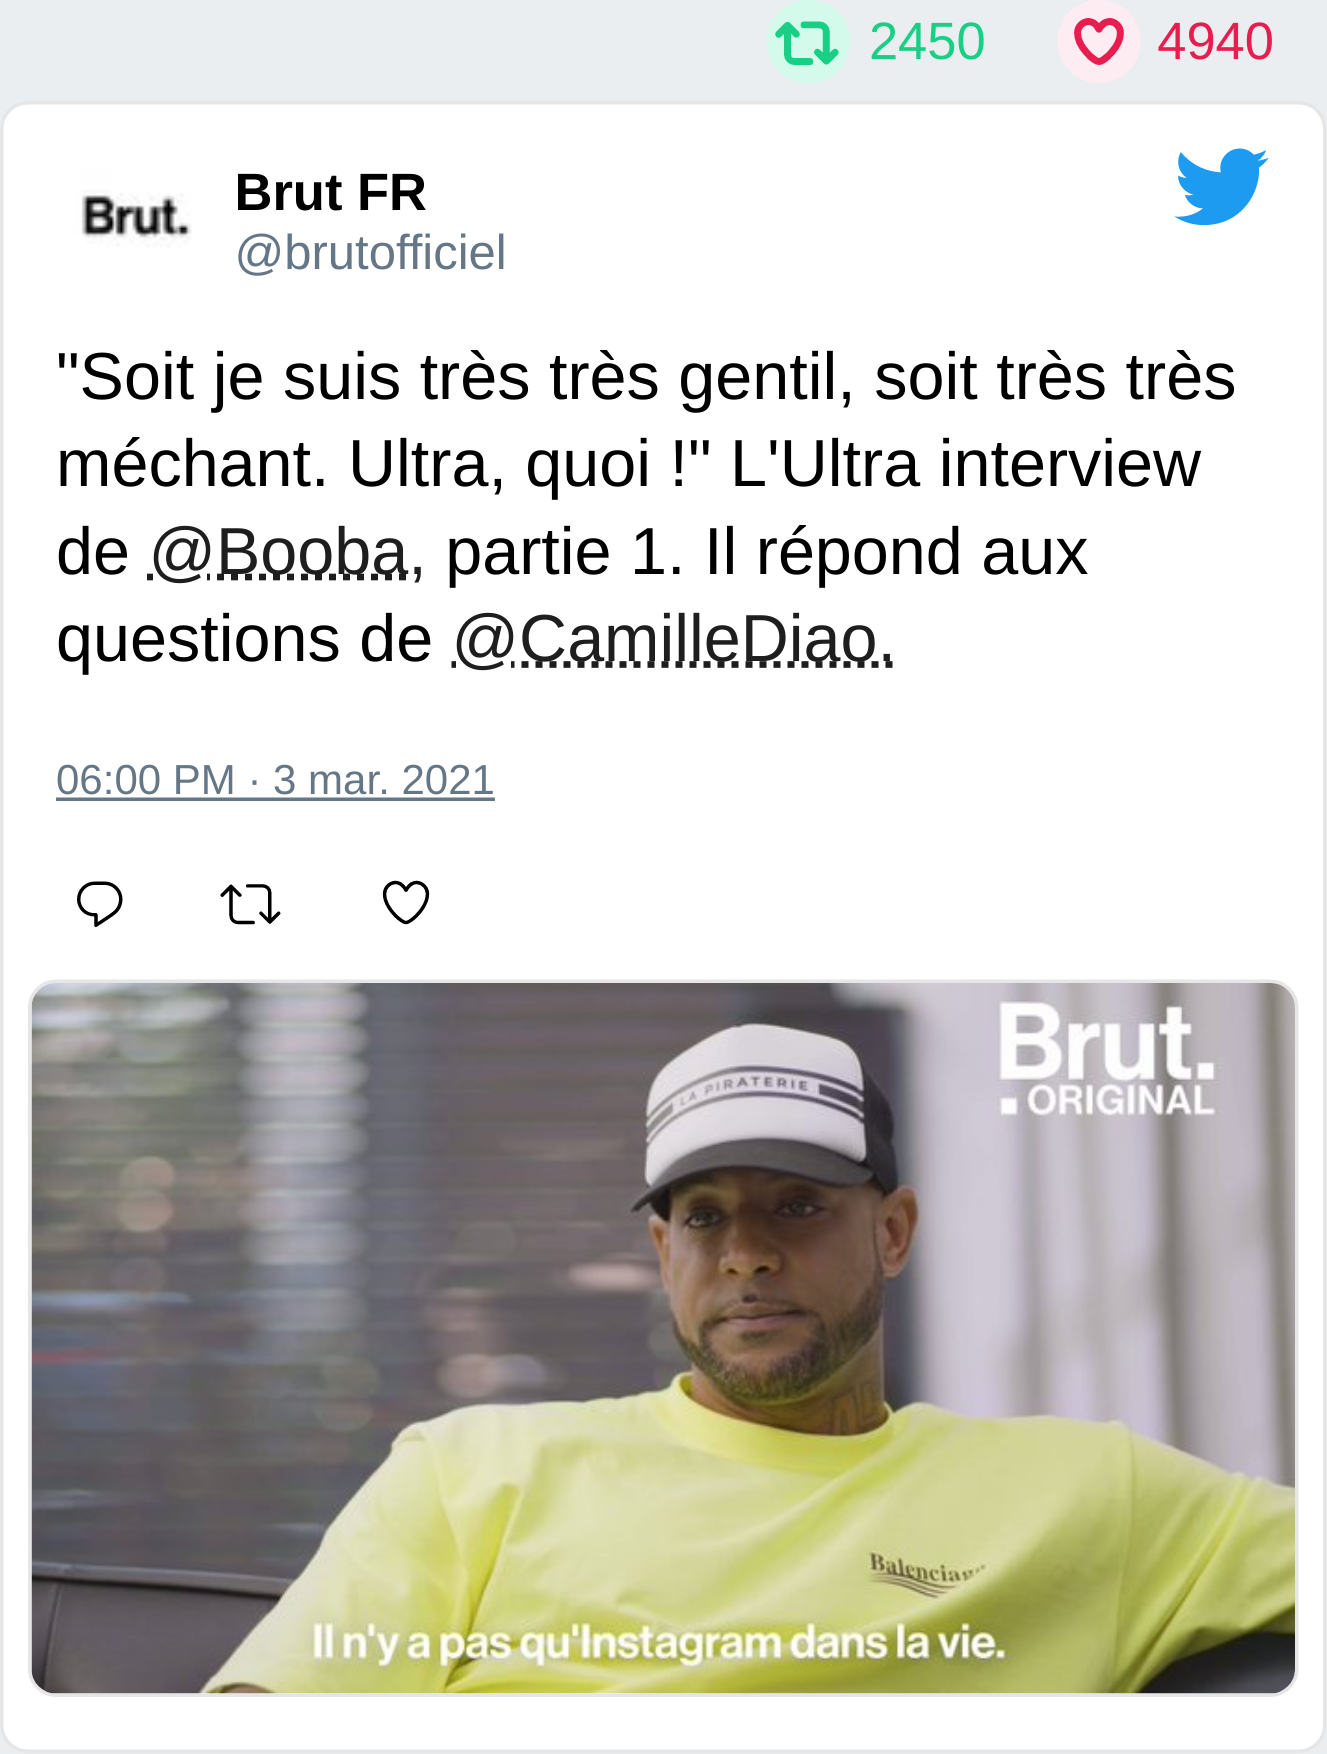 2450 4940
Brut.
Brut FR
@brutofficiel
"Soit je suis très très gentil, soit très très
méchant. Ultra, quoi !" L'Ultra interview
de @Booba, partie 1. Il répond aux
questions de @CamilleDiao.
06:00 PM · 3 mar. 2021
Brut.
ORIGINAL
LA PIRATERIE
Il n'y a pas qu'Instagram dans la vie.